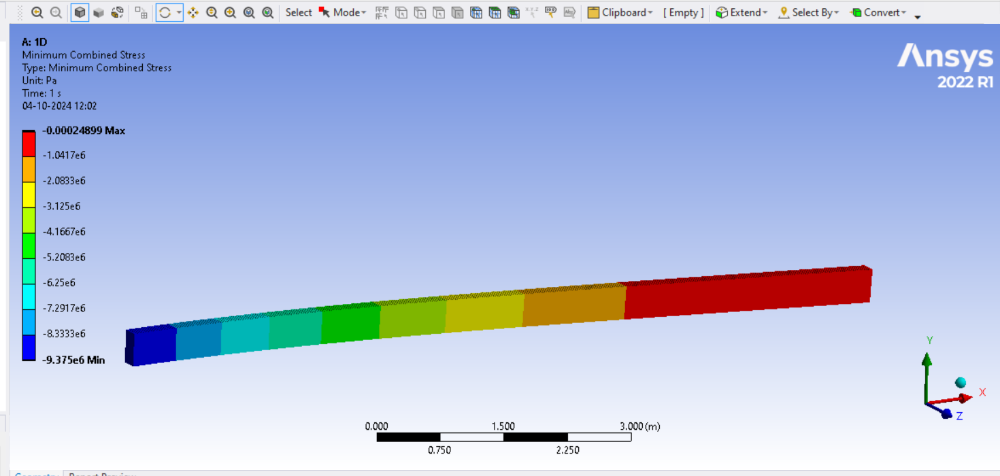 Select Mode Clipboard [ Empty ] Extend Select By Convert
A: 1D
Minimum Combined Stress
Type: Minimum Combined Stress
Unit: Pa
Time: 1 s
04-10-2024 12:02
Ansys
2022 R1
-0.00024899 Max
-1.0417e6
-2.0833e6
-3.125e6
-4.1667e6
-5.2083e6
-6.25e6
-7.2917e6
-8.3333e6
-9.375e6 Min
Y
X
Z
0.000 1.500 3.000 (m)
0.750 2.250
Geometry Report Preview